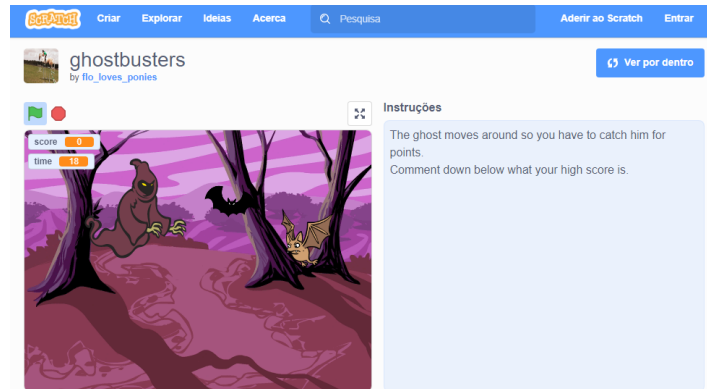 SCRATCH Criar Explorar Ideias Acerca Pesquisa Aderir ao Scratch Entrar
ghostbusters
by flo_loves_ponies
Ver por dentro
Instruções
score 0
time 18
The ghost moves around so you have to catch him for
points.
Comment down below what your high score is.